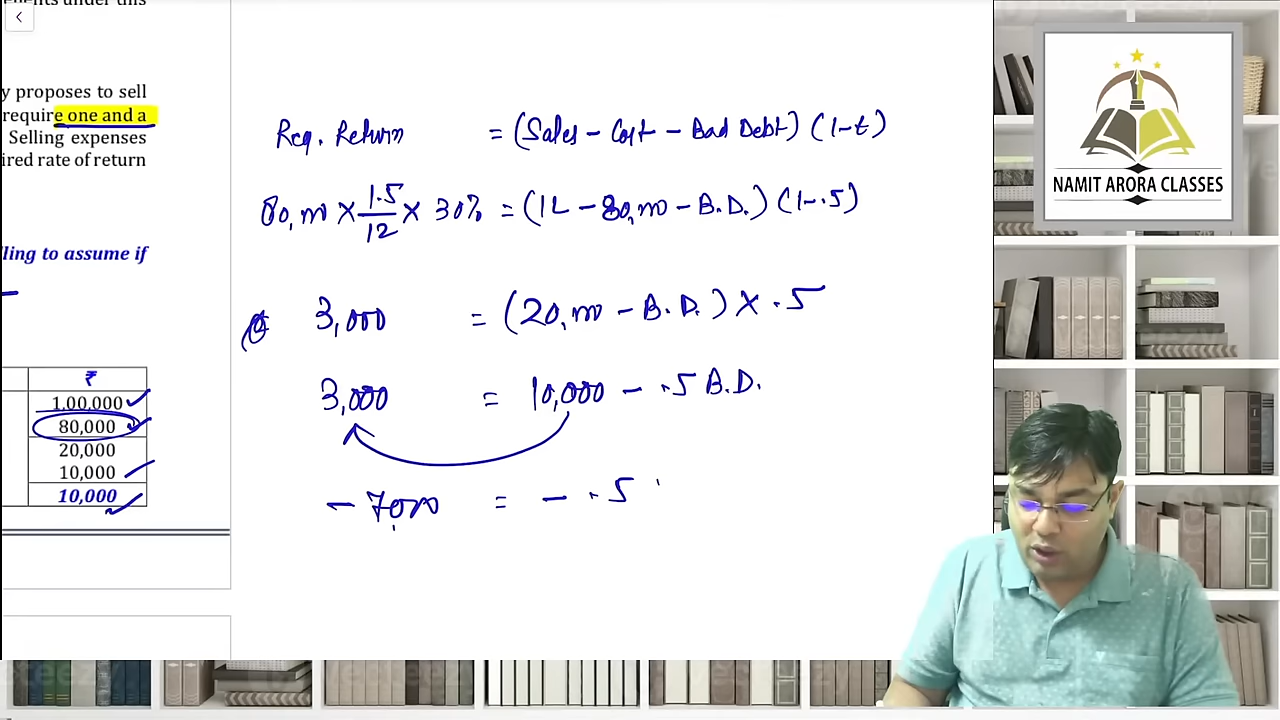 y proposes to sell
require one and a
Selling expenses
ired rate of return
ling to assume if
₹
1,00,000
80,000
20,000
10,000
10,000
Req. Return = (Sales - Cost - Bad Debt) (1-t)
80,000 × 1.5/12 × 30% = (1L - 80,000 - B.D.) (1-.5)
3,000 = (20,000 - B.D.) × .5
3,000 = 10,000 - .5 B.D.
- 7,000 = - .5
NAMIT ARORA CLASSES